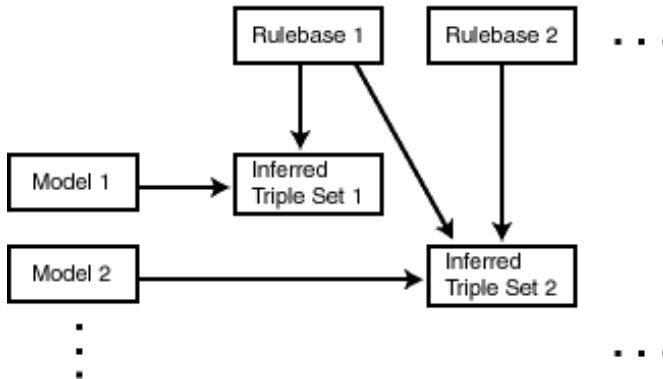 Rulebase 1
Rulebase 2
. . .
Model 1
Inferred
Triple Set 1
Model 2
Inferred
Triple Set 2
. . .